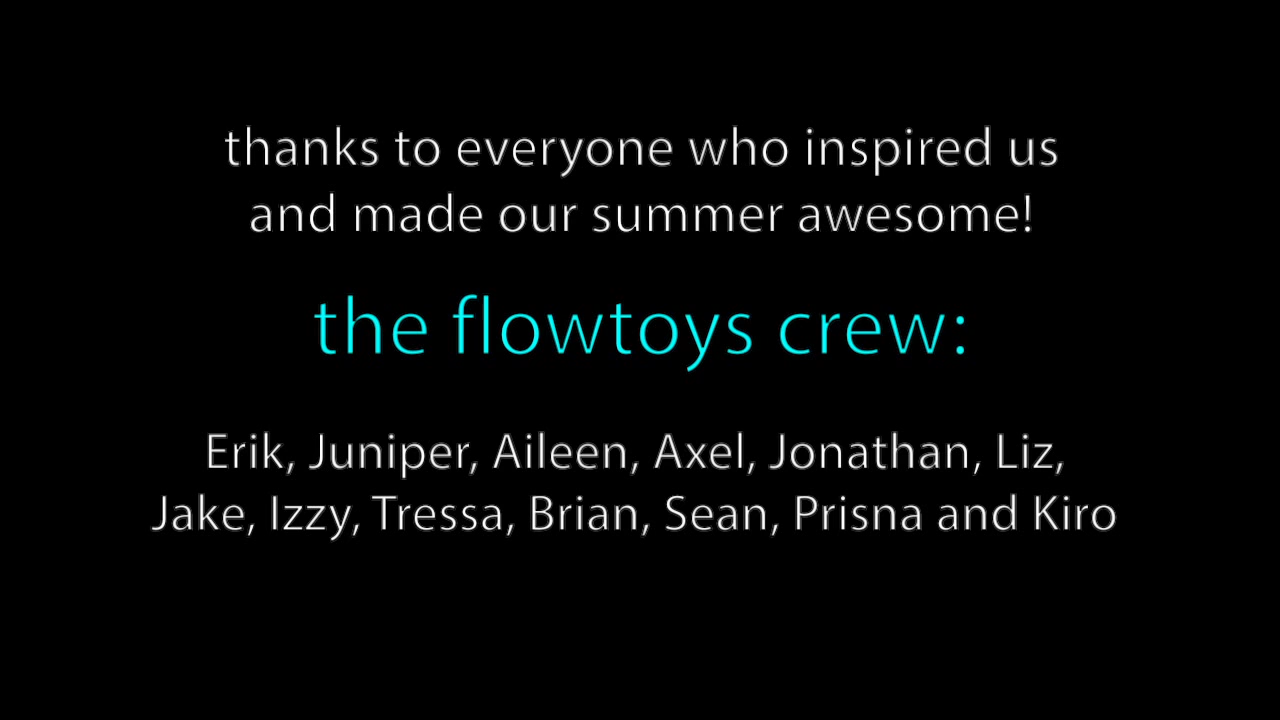 thanks to everyone who inspired us
and made our summer awesome!
the flowtoys crew:
Erik, Juniper, Aileen, Axel, Jonathan, Liz,
Jake, Izzy, Tressa, Brian, Sean, Prisna and Kiro